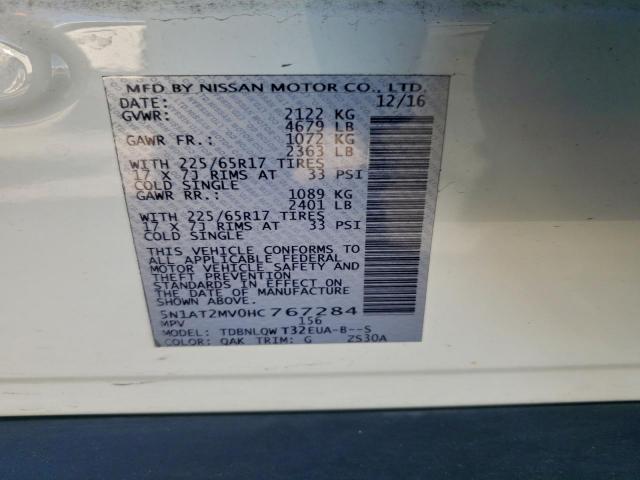 MFD BY NISSAN MOTOR CO., LTD.
DATE: 12/16
GVWR: 2122 KG
4679 LB
GAWR FR.: 1072 KG
2363 LB
WITH 225/65R17 TIRES
17 X 7J RIMS AT 33 PSI
COLD SINGLE
GAWR RR.: 1089 KG
2401 LB
WITH 225/65R17 TIRES
17 X 7J RIMS AT 33 PSI
COLD SINGLE
THIS VEHICLE CONFORMS TO
ALL APPLICABLE FEDERAL
MOTOR VEHICLE SAFETY AND
THEFT PREVENTION
STANDARDS IN EFFECT ON
THE DATE OF MANUFACTURE
SHOWN ABOVE.
5N1AT2MV0HC767284
MPV 156
MODEL: TDBNLQW T32EUA-B--S
COLOR: QAK TRIM: G ZS30A